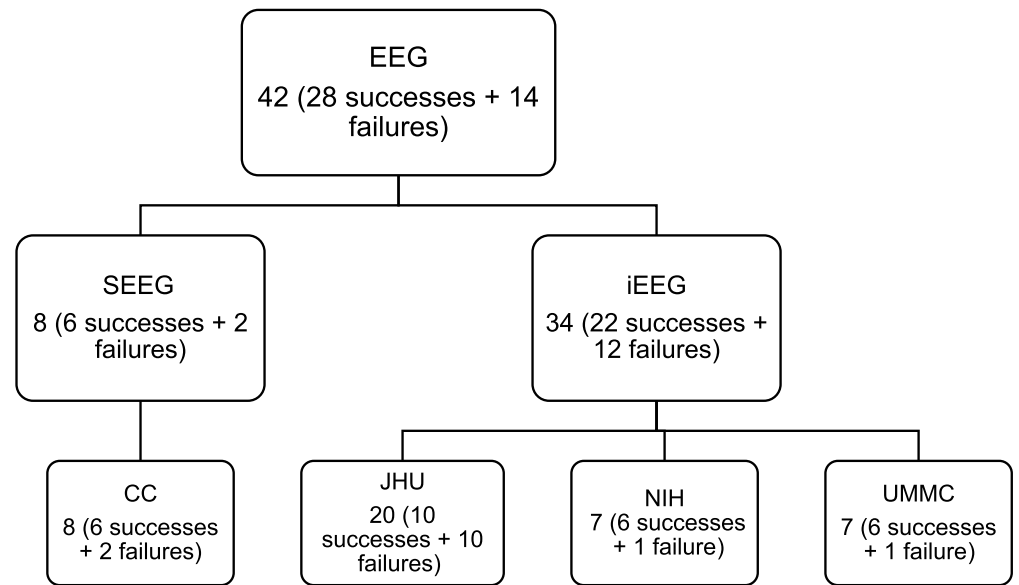 EEG
42 (28 successes + 14
failures)
SEEG
8 (6 successes + 2
failures)
iEEG
34 (22 successes +
12 failures)
CC
8 (6 successes
+ 2 failures)
JHU
20 (10
successes + 10
failures)
NIH
7 (6 successes
+ 1 failure)
UMMC
7 (6 successes
+ 1 failure)